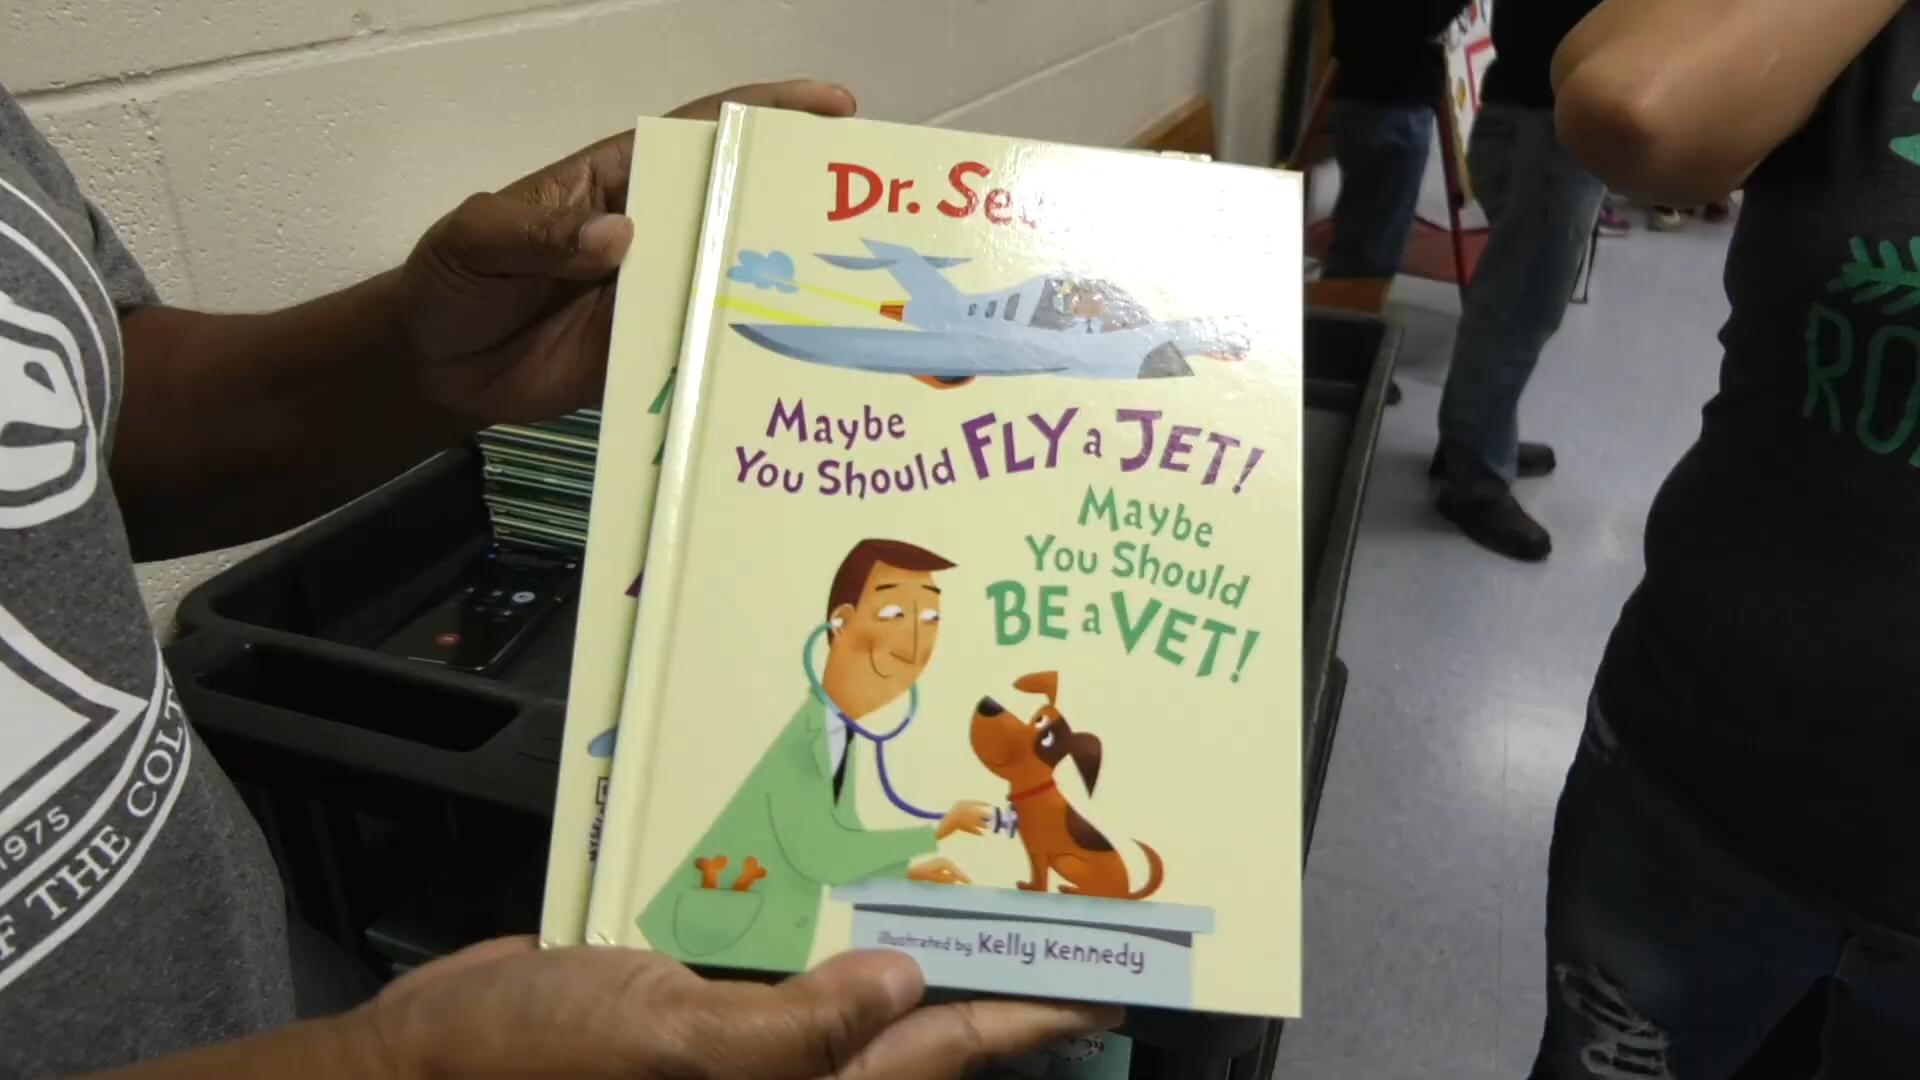 Dr. Se
Maybe
You Should FLY a JET!
Maybe
You Should
BE a VET!
illustrated by Kelly Kennedy
1975
F THE COLT
RO